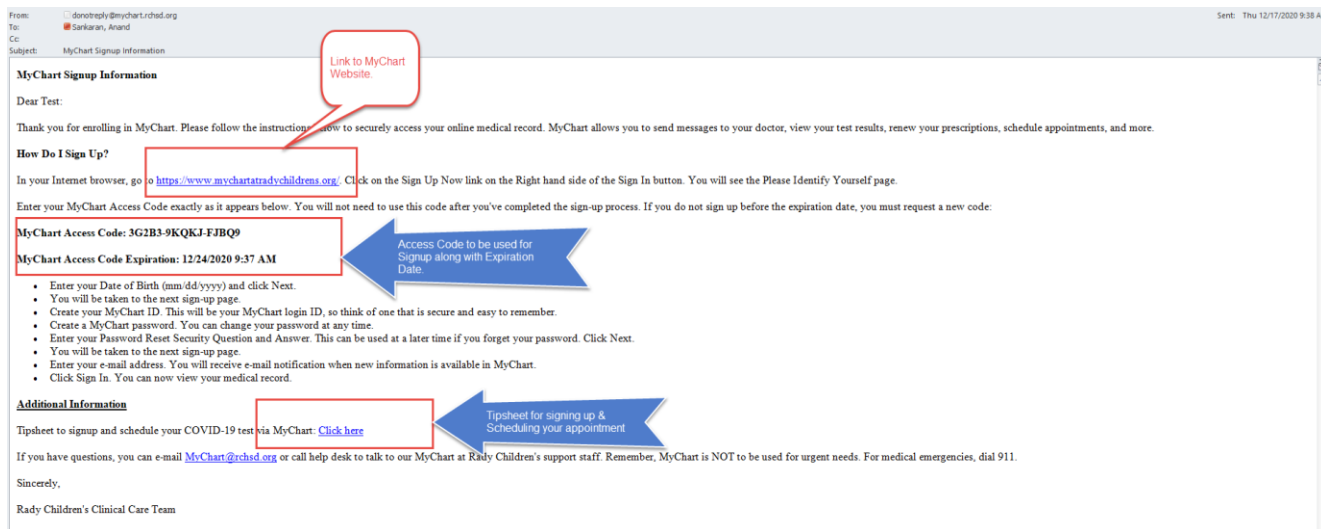 From: donotreply@mychart.rchsd.org
Sent: Thu 12/17/2020 9:38 A
To: Sankaran, Anand
Cc:
Subject: MyChart Signup Information
Link to MyChart
Website.
MyChart Signup Information
Dear Test:
Thank you for enrolling in MyChart. Please follow the instructions ow to securely access your online medical record. MyChart allows you to send messages to your doctor, view your test results, renew your prescriptions, schedule appointments, and more.
How Do I Sign Up?
In your Internet browser, go to https://www.mychartatradychildrens.org/. Click on the Sign Up Now link on the Right hand side of the Sign In button. You will see the Please Identify Yourself page.
Enter your MyChart Access Code exactly as it appears below. You will not need to use this code after you've completed the sign-up process. If you do not sign up before the expiration date, you must request a new code:
MyChart Access Code: 3G2B3-9KQKJ-FJBQ9
MyChart Access Code Expiration: 12/24/2020 9:37 AM
Access Code to be used for
Signup along with Expiration
Date.
• Enter your Date of Birth (mm/dd/yyyy) and click Next.
• You will be taken to the next sign-up page.
• Create your MyChart ID. This will be your MyChart login ID, so think of one that is secure and easy to remember.
• Create a MyChart password. You can change your password at any time.
• Enter your Password Reset Security Question and Answer. This can be used at a later time if you forget your password. Click Next.
• You will be taken to the next sign-up page.
• Enter your e-mail address. You will receive e-mail notification when new information is available in MyChart.
• Click Sign In. You can now view your medical record.
Additional Information
Tipsheet to signup and schedule your COVID-19 test via MyChart: Click here
Tipsheet for signing up &
Scheduling your appointment
If you have questions, you can e-mail MyChart@rchsd.org or call help desk to talk to our MyChart at Rady Children's support staff. Remember, MyChart is NOT to be used for urgent needs. For medical emergencies, dial 911.
Sincerely,
Rady Children's Clinical Care Team